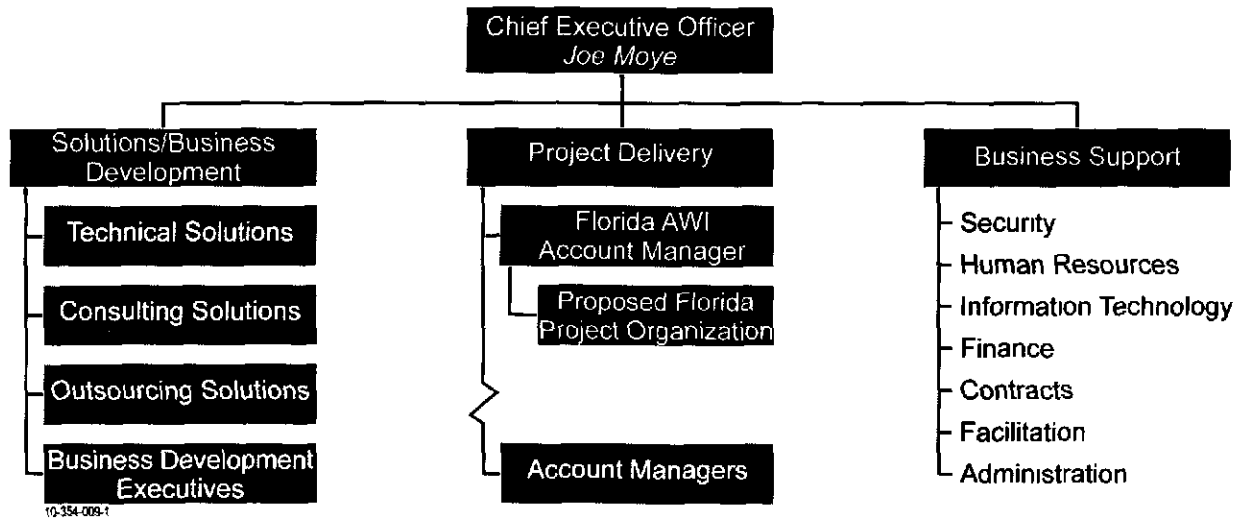 Chief Executive Officer
Joe Moye
Solutions/Business
Development
Technical Solutions
Consulting Solutions
Outsourcing Solutions
Business Development
Executives
Project Delivery
Florida AWI
Account Manager
Proposed Florida
Project Organization
Account Managers
Business Support
Security
Human Resources
Information Technology
Finance
Contracts
Facilitation
Administration
10-354-009-1